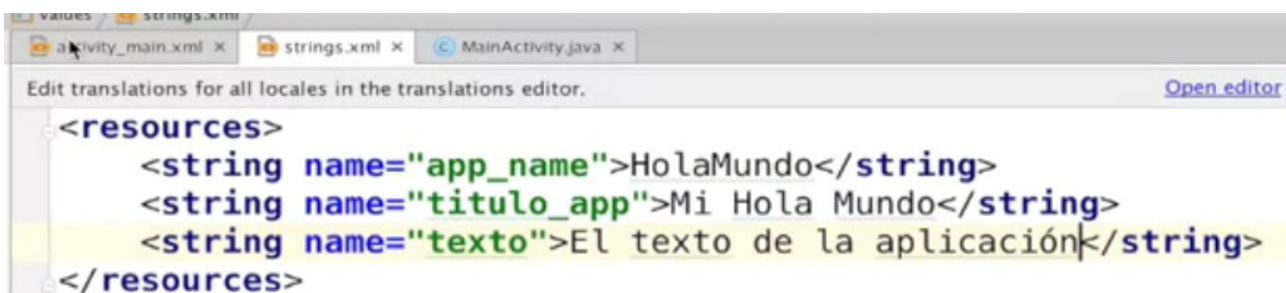 values strings.xml
activity_main.xml × strings.xml × C MainActivity.java ×
Edit translations for all locales in the translations editor. Open editor
<resources>
<string name="app_name">HolaMundo</string>
<string name="titulo_app">Mi Hola Mundo</string>
<string name="texto">El texto de la aplicación</string>
</resources>